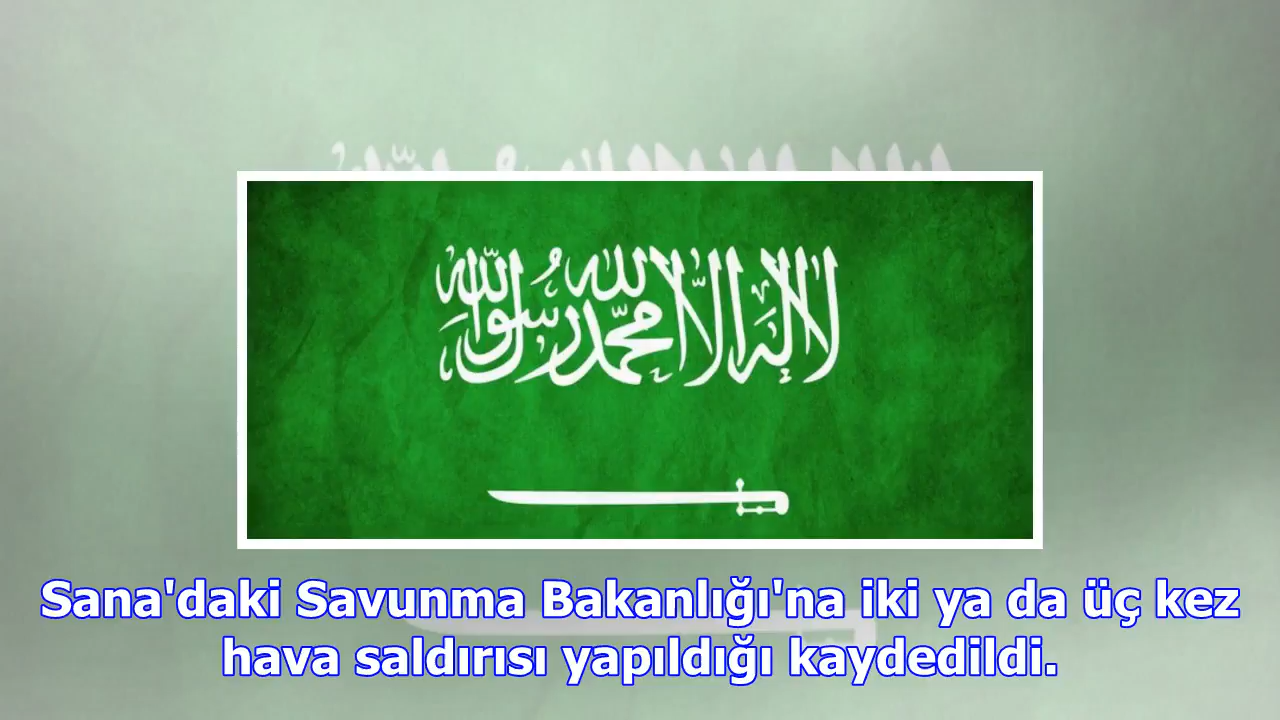 لا إله إلا الله محمد رسول الله
Sana'daki Savunma Bakanlığı'na iki ya da üç kez
hava saldırısı yapıldığı kaydedildi.